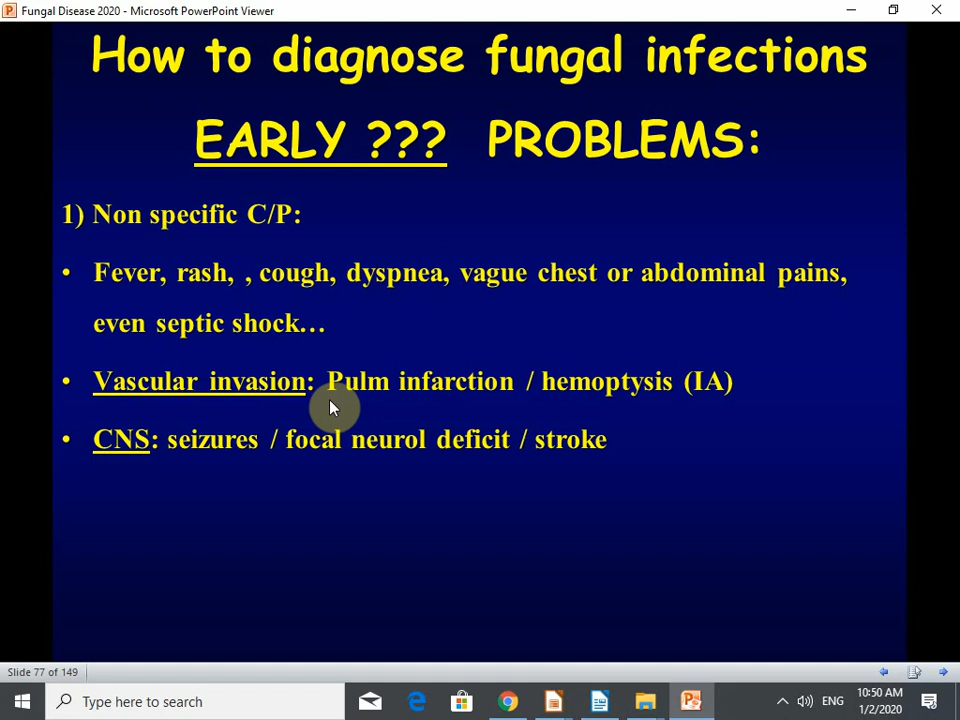 Fungal Disease 2020 - Microsoft PowerPoint Viewer
How to diagnose fungal infections
EARLY ??? PROBLEMS:
1) Non specific C/P:
• Fever, rash, , cough, dyspnea, vague chest or abdominal pains,
even septic shock…
• Vascular invasion: Pulm infarction / hemoptysis (IA)
• CNS: seizures / focal neurol deficit / stroke
Slide 77 of 149
Type here to search
ENG
10:50 AM
1/2/2020